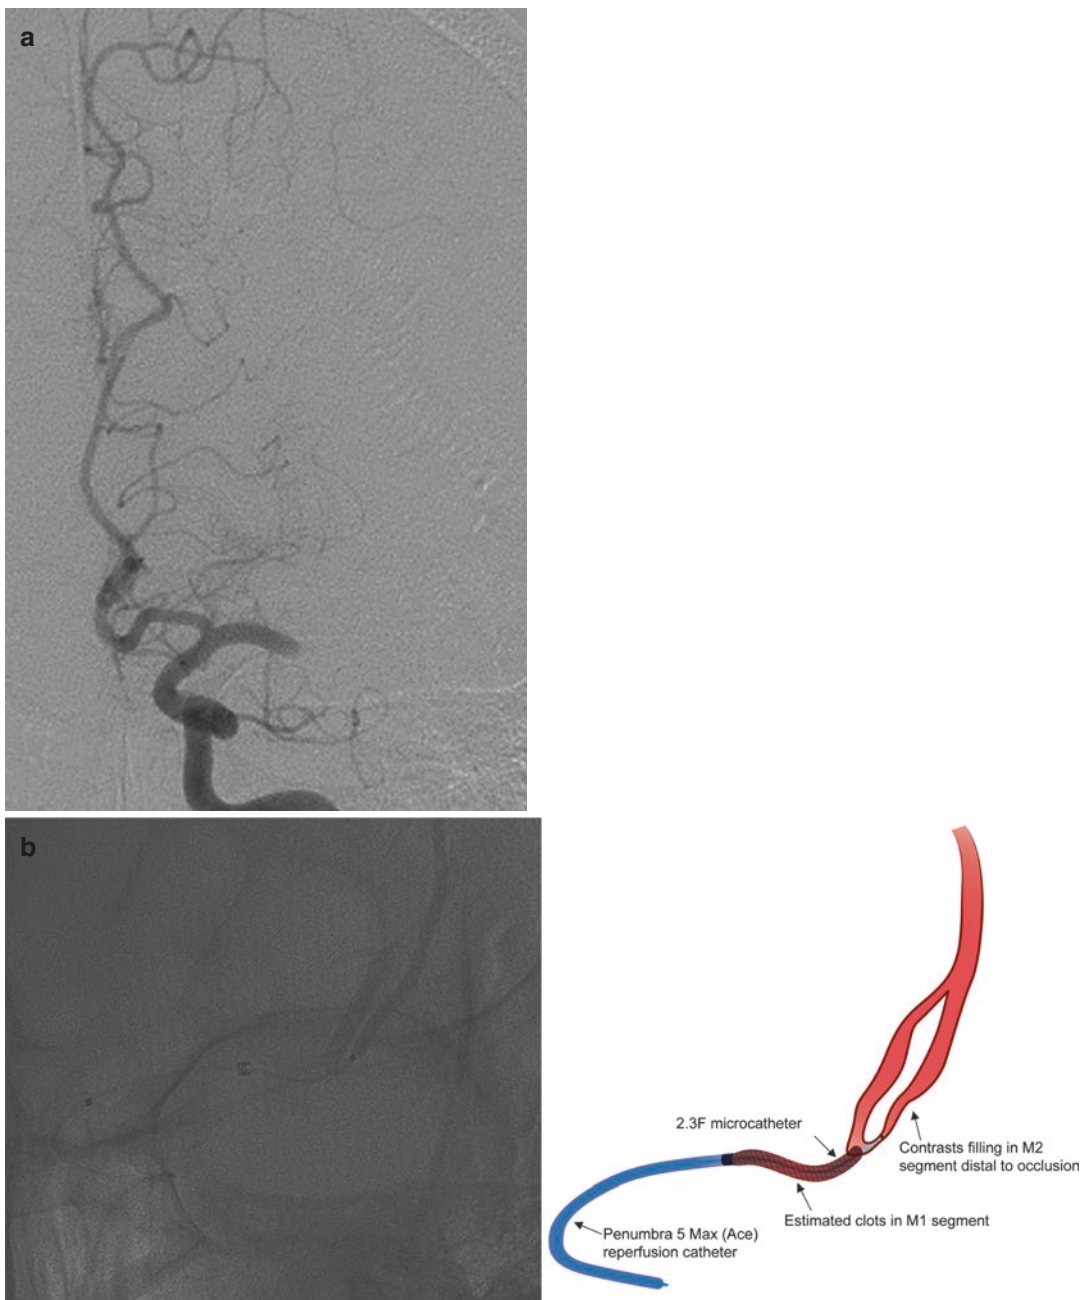 a
b
2.3F microcatheter
Contrasts filling in M2
segment distal to occlusion
Estimated clots in M1 segment
Penumbra 5 Max (Ace)
reperfusion catheter